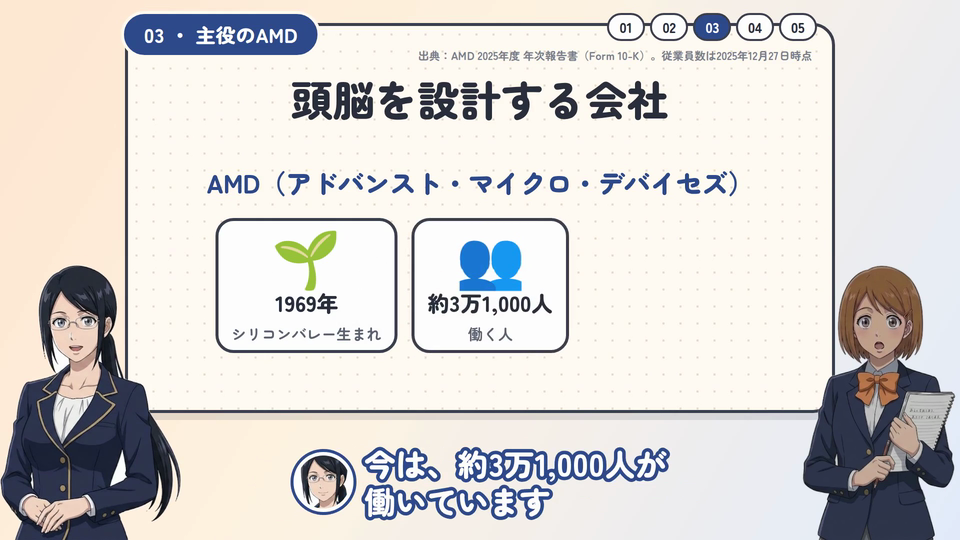 03 ・ 主役のAMD
01 02 03 04 05
出典：AMD 2025年度 年次報告書（Form 10-K）。従業員数は2025年12月27日時点
頭脳を設計する会社
AMD（アドバンスト・マイクロ・デバイセズ）
1969年
シリコンバレー生まれ
約3万1,000人
働く人
今は、約3万1,000人が
働いています